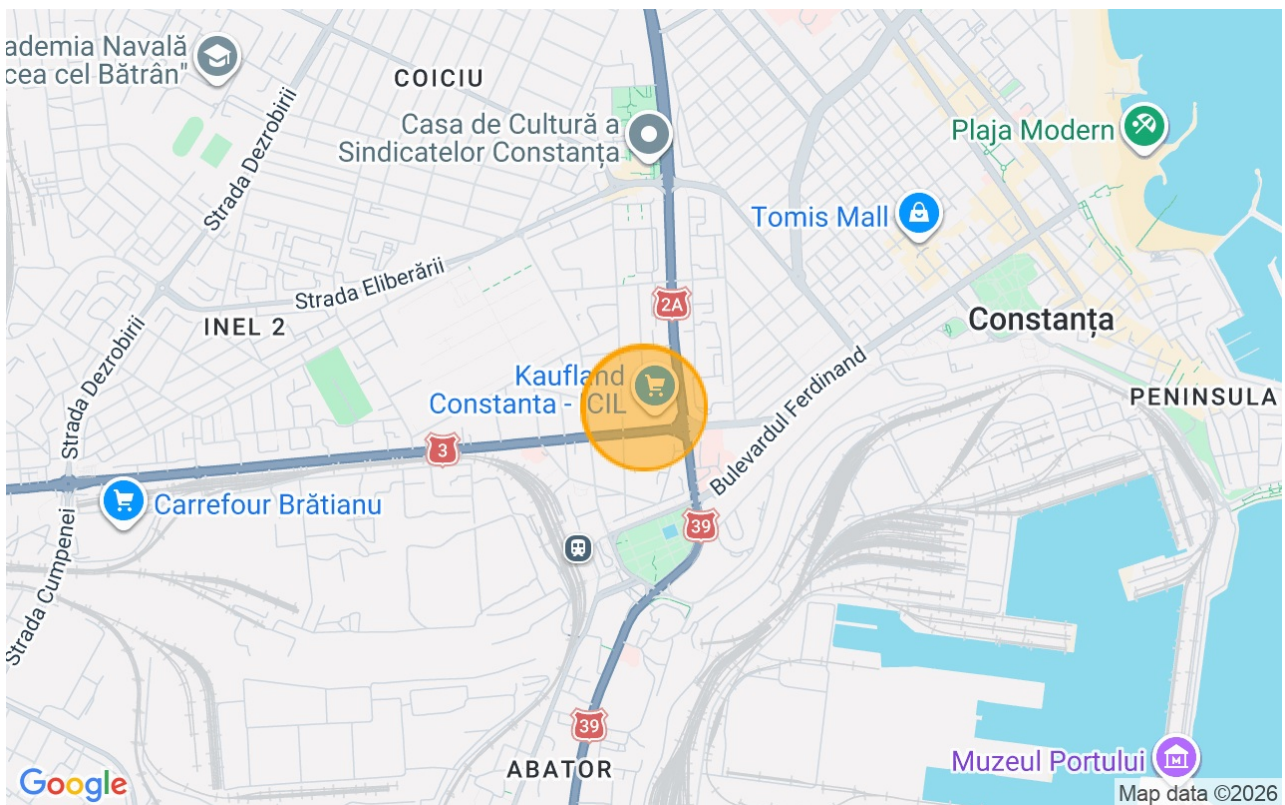 ademia Navală
cea cel Bătrân"
COICIU
Casa de Cultură a
Sindicatelor Constanța
Plaja Modern
Strada Dezrobirii
Tomis Mall
Strada Eliberării
2A
INEL 2
Constanța
Strada Dezrobirii
Kaufland
Constanta - CIL
Bulevardul Ferdinand
PENINSULA
3
Carrefour Brătianu
39
Strada Cumpenei
39
ABATOR
Muzeul Portului
Google
Map data ©2026